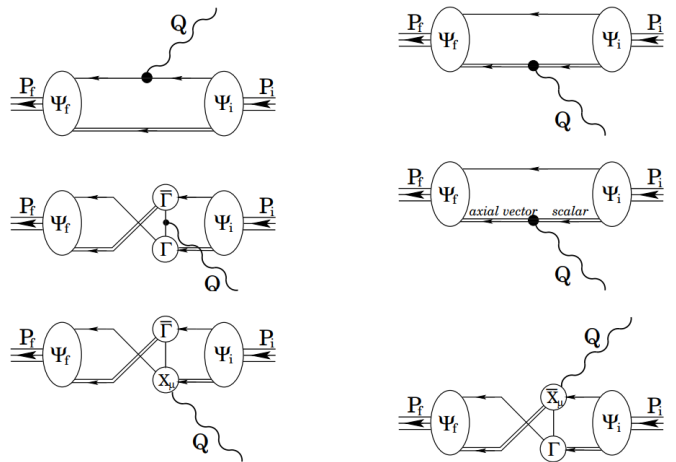 Q
P_f Ψ_f Ψ_i P_i
P_f Ψ_f Ψ_i P_i
Q
P_f Ψ_f Γ̅ Γ Ψ_i P_i
Q
P_f Ψ_f axial vector scalar Ψ_i P_i
Q
P_f Ψ_f Γ̅ X_μ Ψ_i P_i
Q
Q
P_f Ψ_f X̅_μ Γ Ψ_i P_i